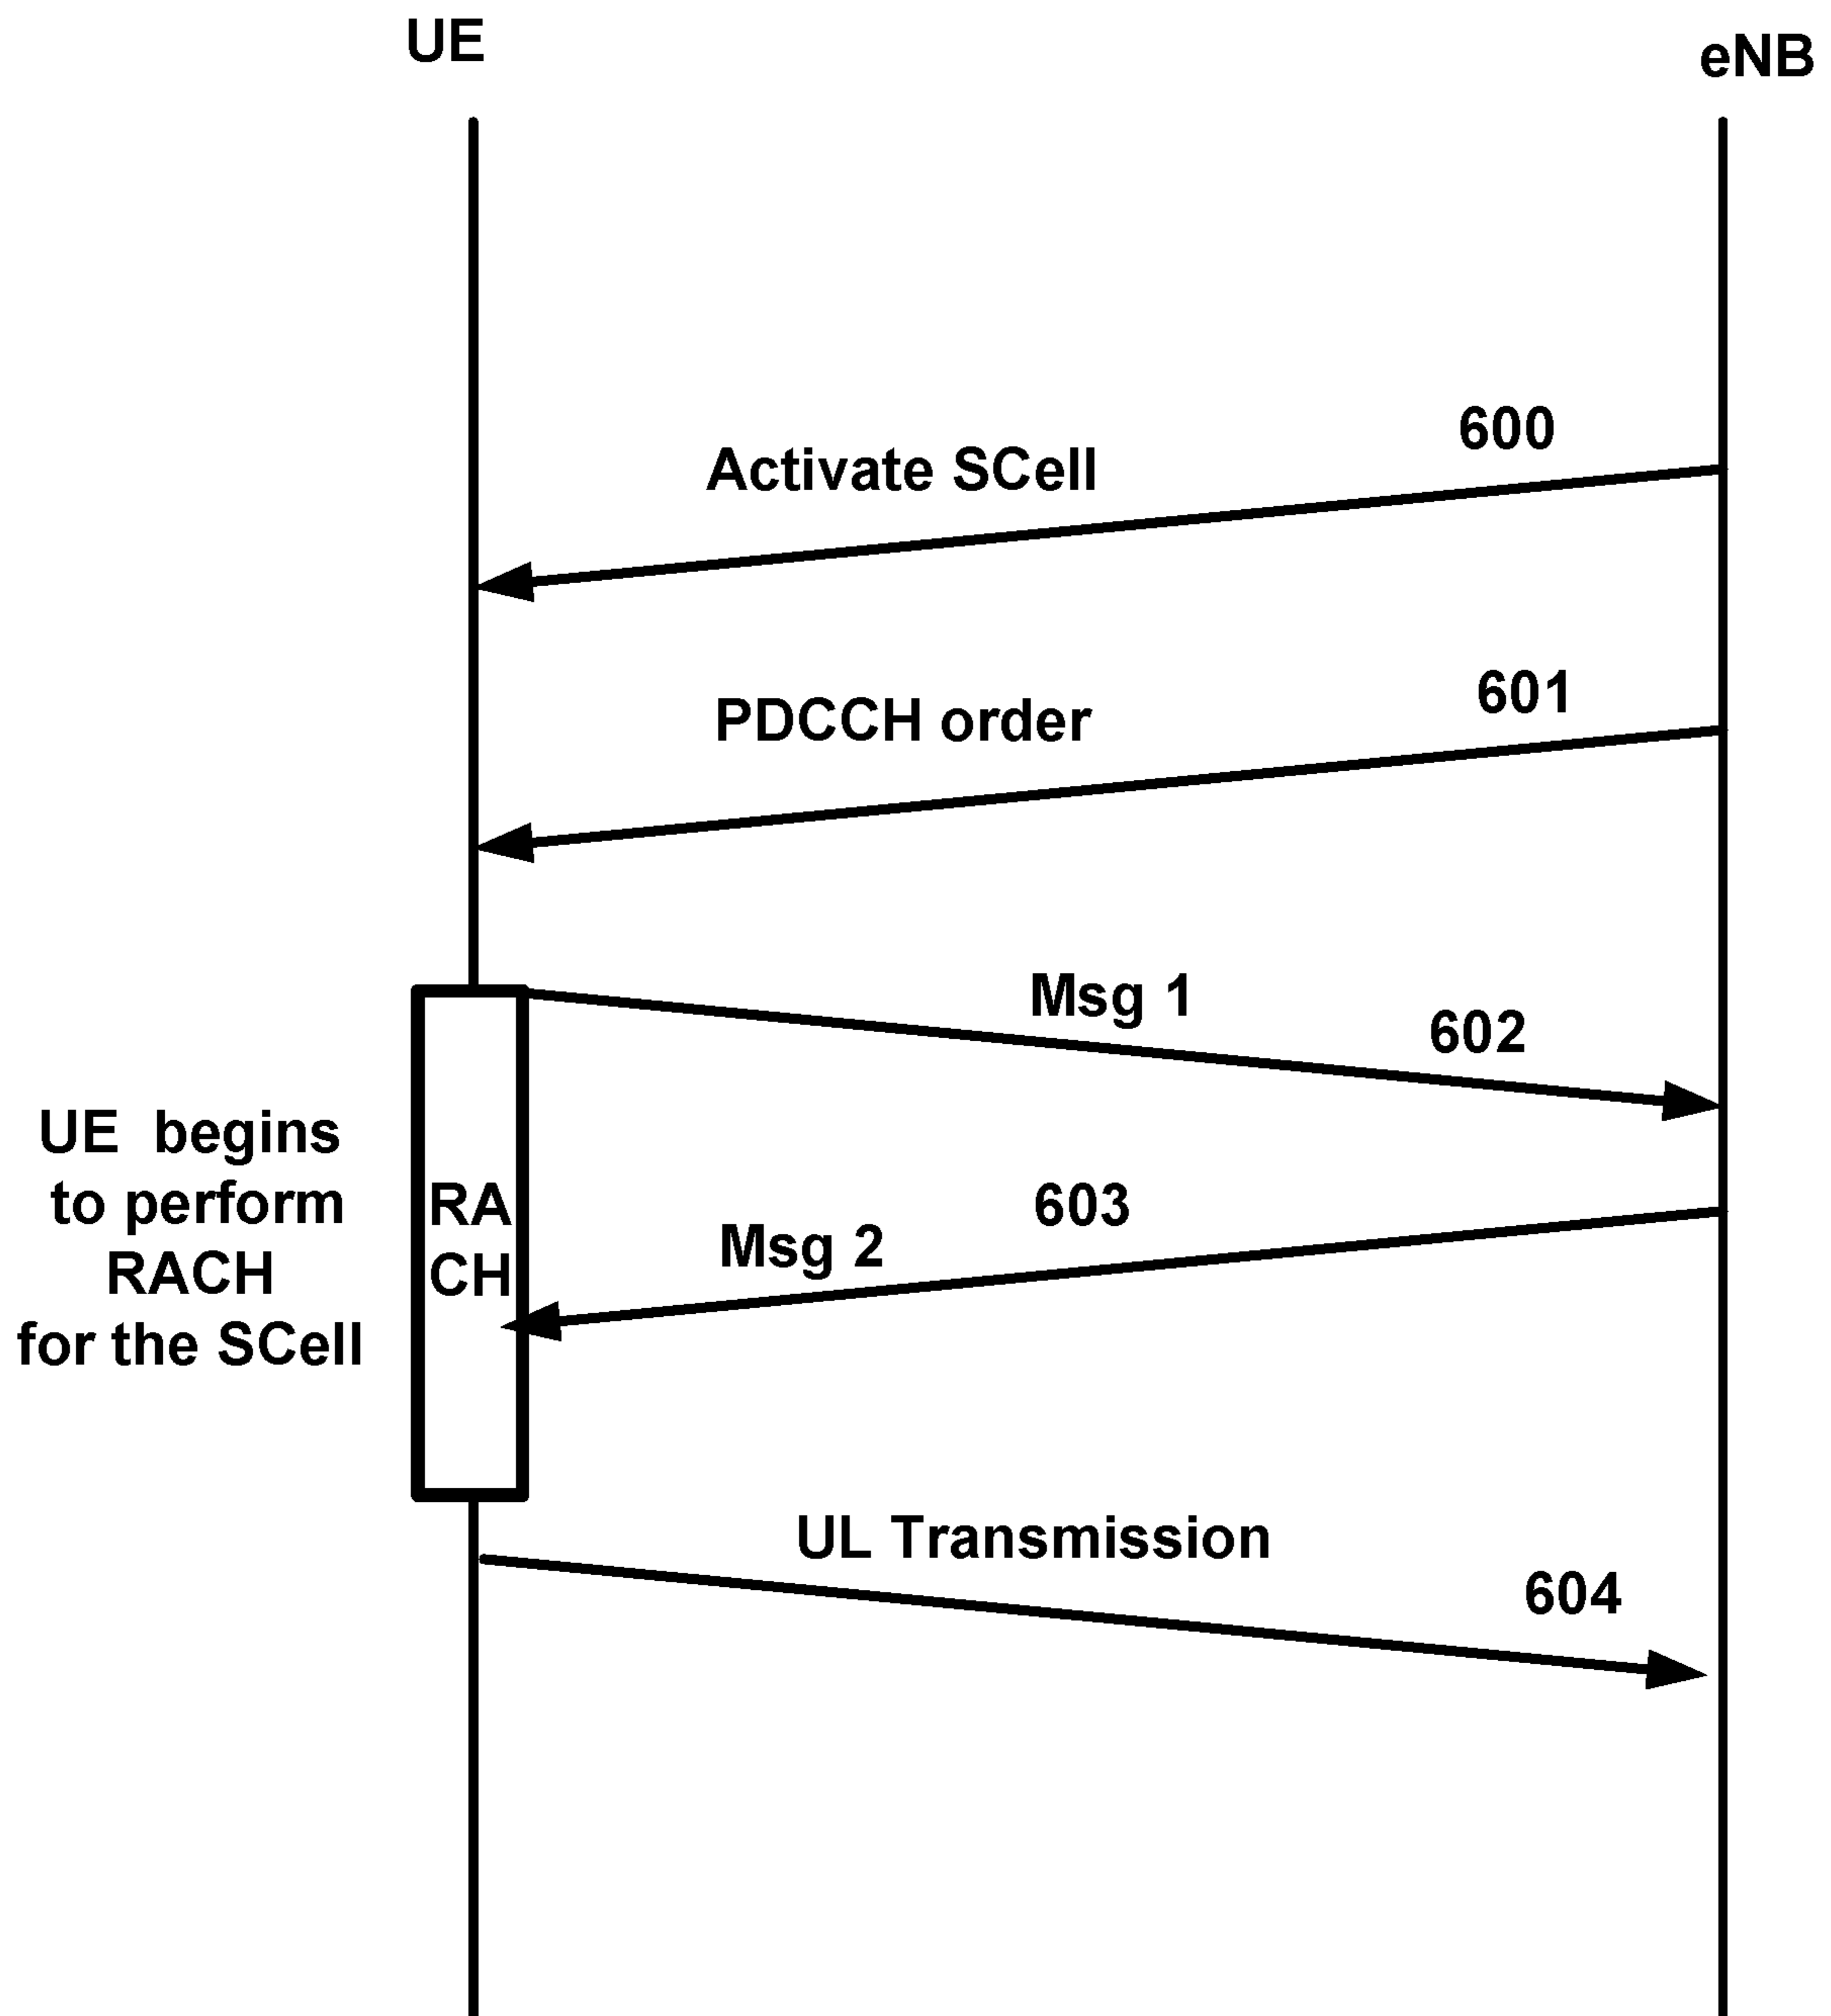 UE
eNB
600
Activate SCell
601
PDCCH order
Msg 1
602
UE begins
to perform
RACH
for the SCell
RA
CH
603
Msg 2
UL Transmission
604